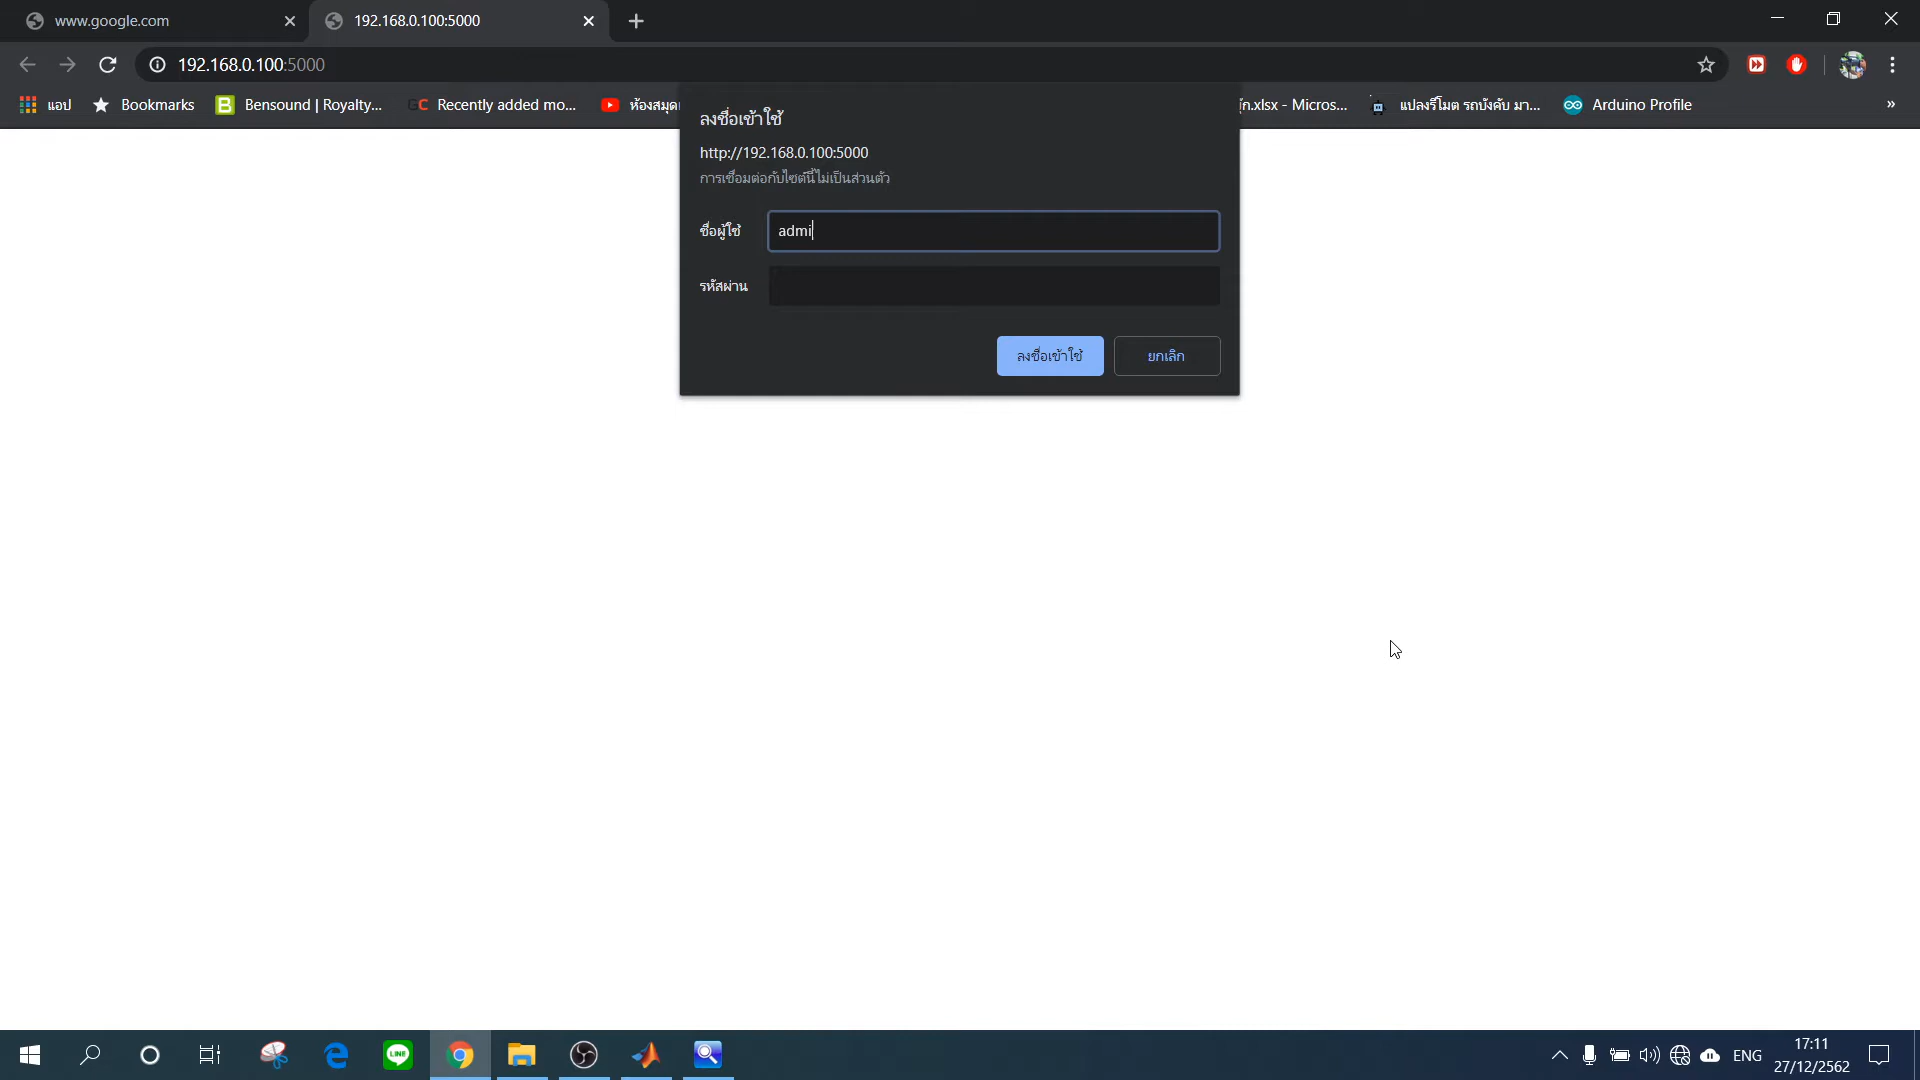 www.google.com
192.168.0.100:5000
192.168.0.100:5000
แอป
Bookmarks
B
Bensound | Royalty...
GC
Recently added mo...
ุ๊ก.xlsx - Micros...
แปลงรีโมต รถบังคับ มา...
Arduino Profile
»
ลงชื่อเข้าใช้
http://192.168.0.100:5000
การเชื่อมต่อกับไซต์นี้ไม่เป็นส่วนตัว
ชื่อผู้ใช้
admi
รหัสผ่าน
ลงชื่อเข้าใช้
ยกเลิก
LINE
ENG
17:11
27/12/2562